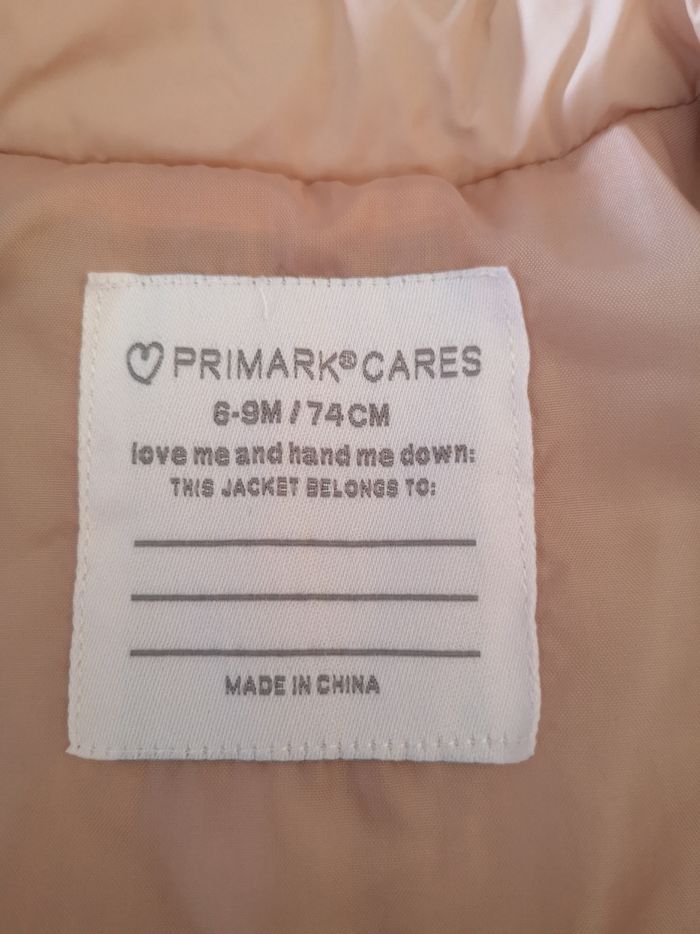 PRIMARK® CARES
6-9M / 74CM
love me and hand me down:
THIS JACKET BELONGS TO:
MADE IN CHINA